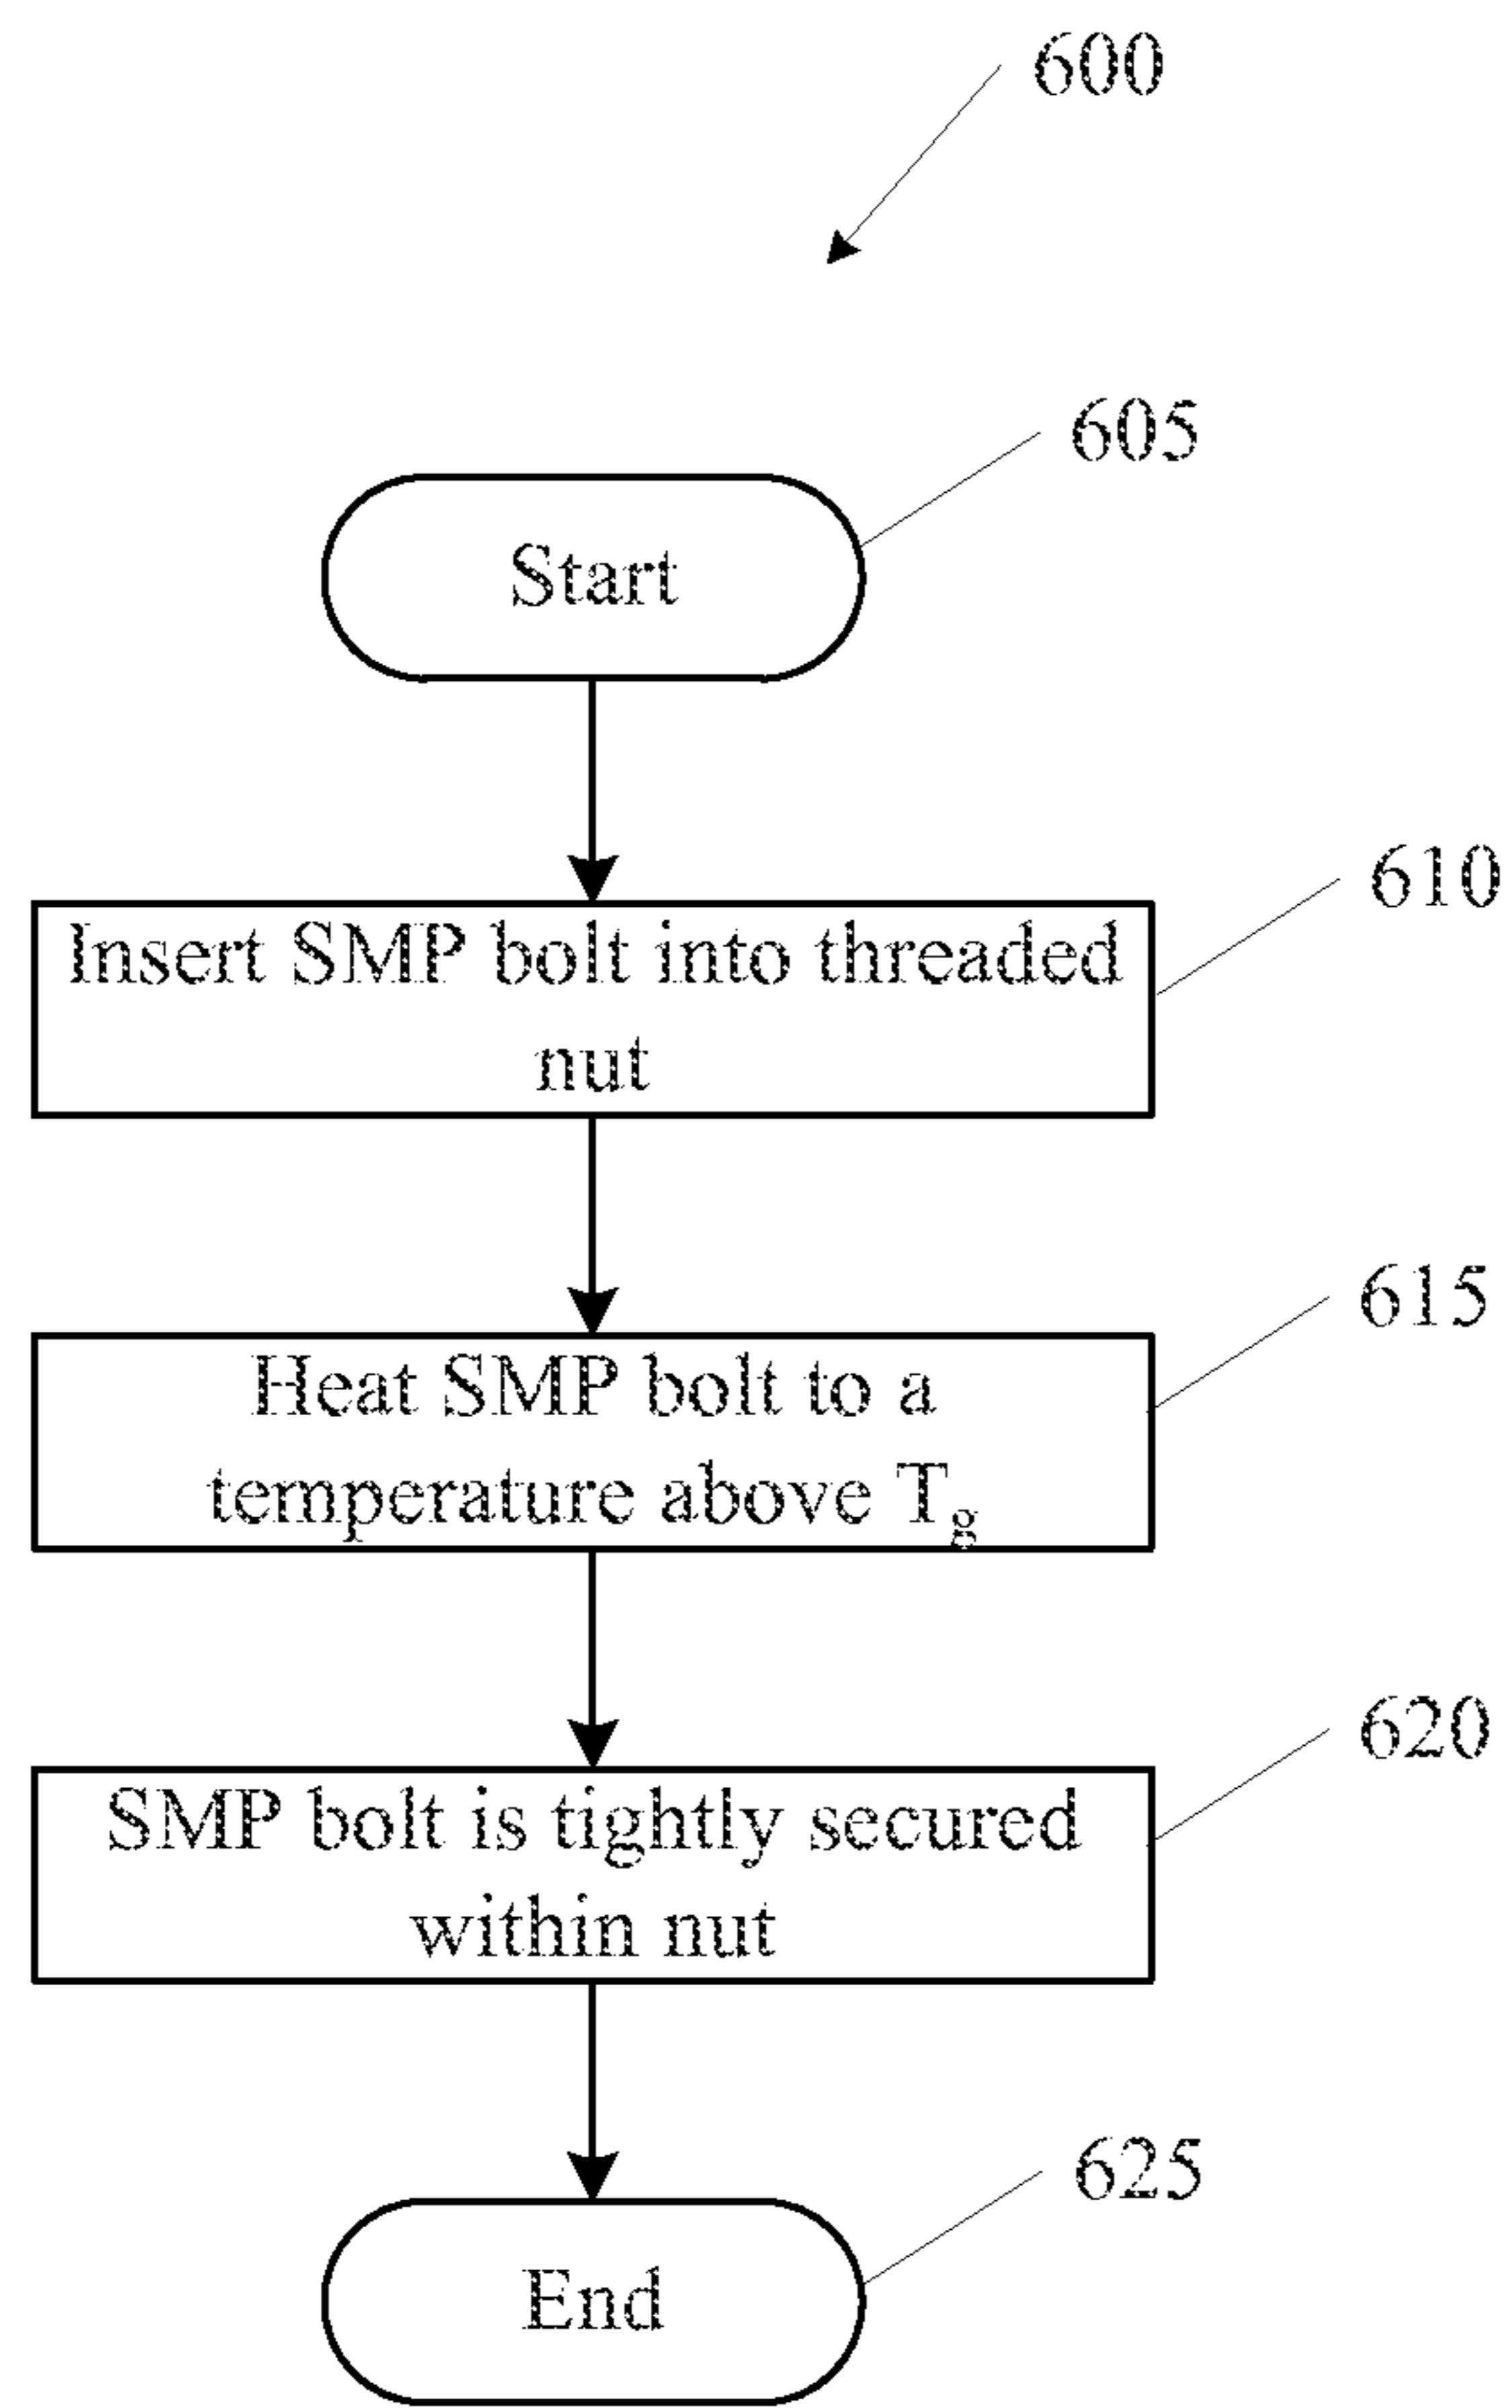 600
605
Start
610
Insert SMP bolt into threaded
nut
615
Heat SMP bolt to a
temperature above Tg
620
SMP bolt is tightly secured
within nut
625
End